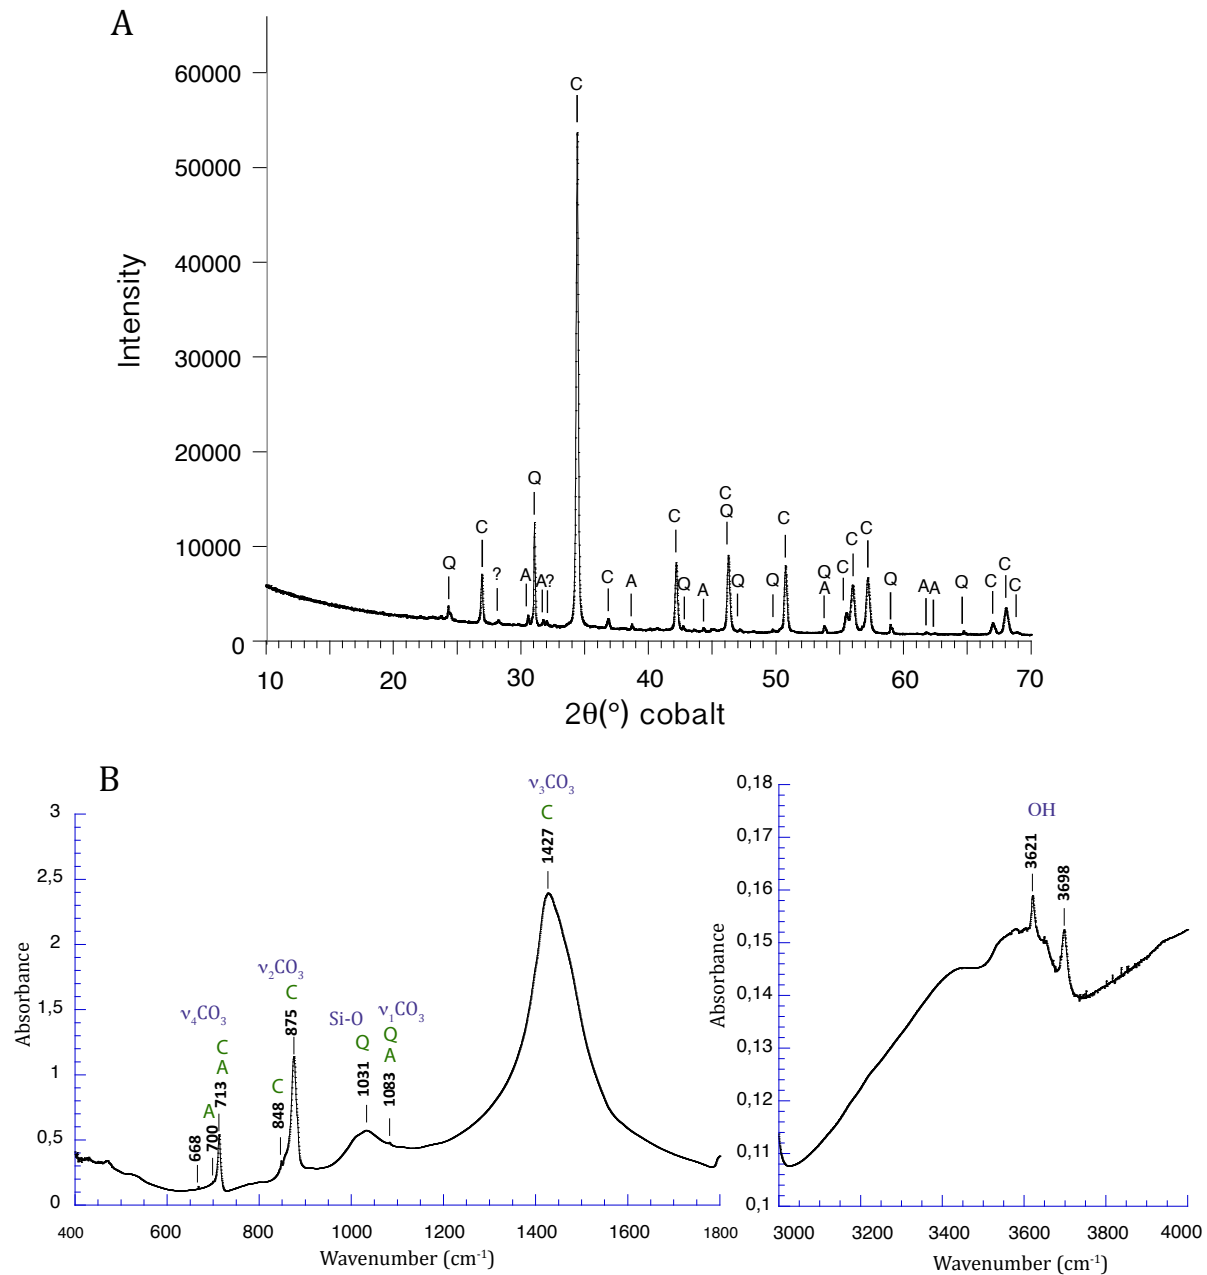 A
60000
50000
40000
30000
20000
10000
0
Intensity
C
Q
C
Q
?
A
A?
C
A
C
Q
A
C
Q
Q
Q
C
Q
A
C
C
C
Q
AA
Q
C
C
C
10
20
30
40
50
60
70
2θ(°) cobalt
B
3
2,5
2
1,5
1
0,5
0
Absorbance
ν3CO3
C
1427
ν2CO3
C
875
C
848
ν4CO3
C
A
713
A
700
668
Si-O
Q
1031
ν1CO3
Q
A
1083
400
600
800
1000
1200
1400
1600
1800
Wavenumber (cm-1)
0,18
0,17
0,16
0,15
0,14
0,13
0,12
0,11
0,1
Absorbance
OH
3621
3698
3000
3200
3400
3600
3800
4000
Wavenumber (cm-1)